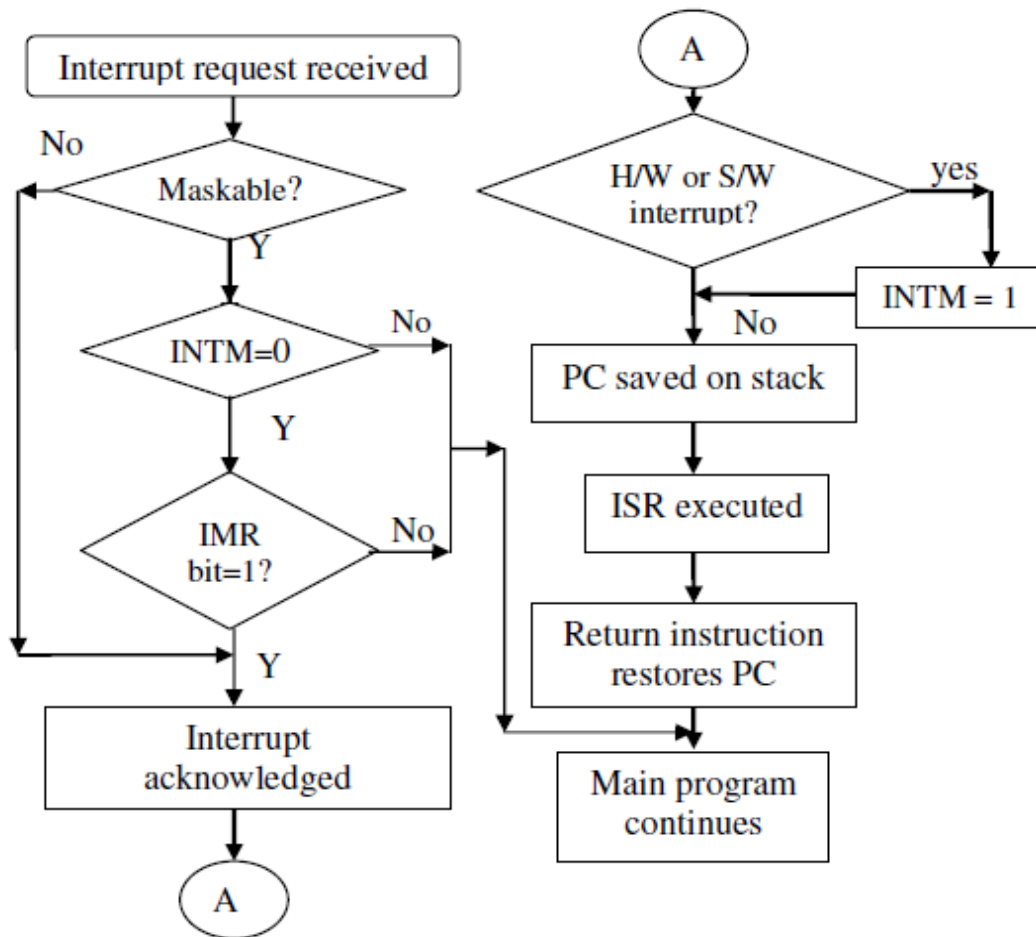 Interrupt request received
No
Maskable?
Y
INTM=0
No
Y
IMR
bit=1?
No
Y
Interrupt
acknowledged
A
A
H/W or S/W
interrupt?
yes
INTM = 1
No
PC saved on stack
ISR executed
Return instruction
restores PC
Main program
continues